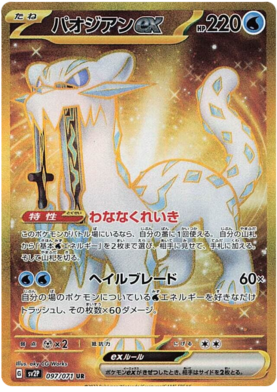 たね
パオジアンex
HP 220
特性 わななくれいき
このポケモンがバトル場にいるなら、自分の番に1回使える。自分の山札
から「基本エネルギー」を2枚まで選び、相手に見せて、手札に加える。そし
て山札を切る。
ヘイルブレード 60×
自分の場のポケモンについているエネルギーを好きなだけ
トラッシュし、その枚数×60ダメージ。
×2
exルール
ポケモンexがきぜつしたとき、相手はサイドを2枚とる。
SV2P 097/071 UR